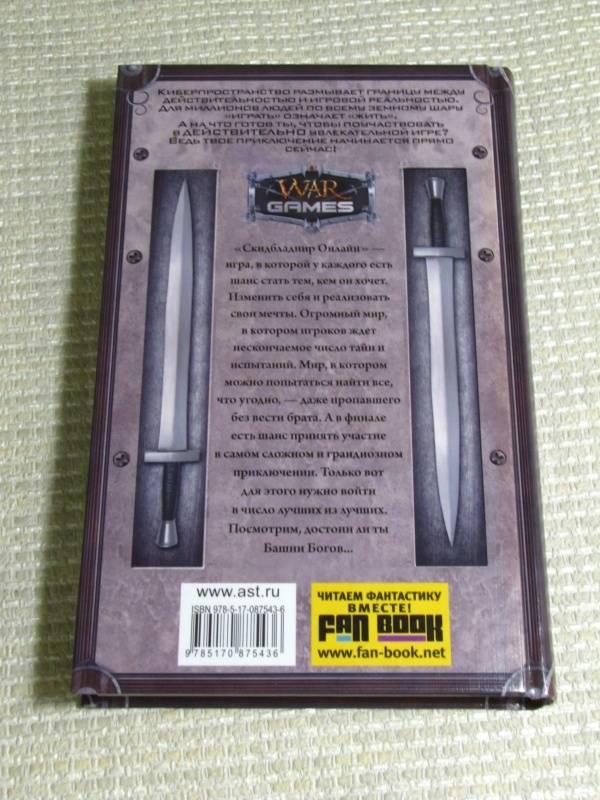 Киберпространство размывает границы между
действительностью и игровой реальностью.
Для миллионов людей по всему земному шару
«играть» означает «жить».
А на что готов ты, чтобы поучаствовать
в ДЕЙСТВИТЕЛЬНО увлекательной игре?
Ведь твое приключение начинается прямо
сейчас!
WAR
GAMES
«Скидбладнир Онлайн» —
игра, в которой у каждого есть
шанс стать тем, кем он хочет.
Изменить себя и реализовать
свои мечты. Огромный мир,
в котором игроков ждет
нескончаемое число тайн и
испытаний. Мир, в котором
можно попытаться найти все,
что угодно, — даже пропавшего
без вести брата. А в финале
есть шанс принять участие
в самом сложном и грандиозном
приключении. Только вот
для этого нужно войти
в число лучших из лучших.
Посмотрим, достоин ли ты
Башни Богов...
www.ast.ru
ISBN 978-5-17-087543-6
9785170875436
ЧИТАЕМ ФАНТАСТИКУ
ВМЕСТЕ!
FAN BOOK
www.fan-book.net